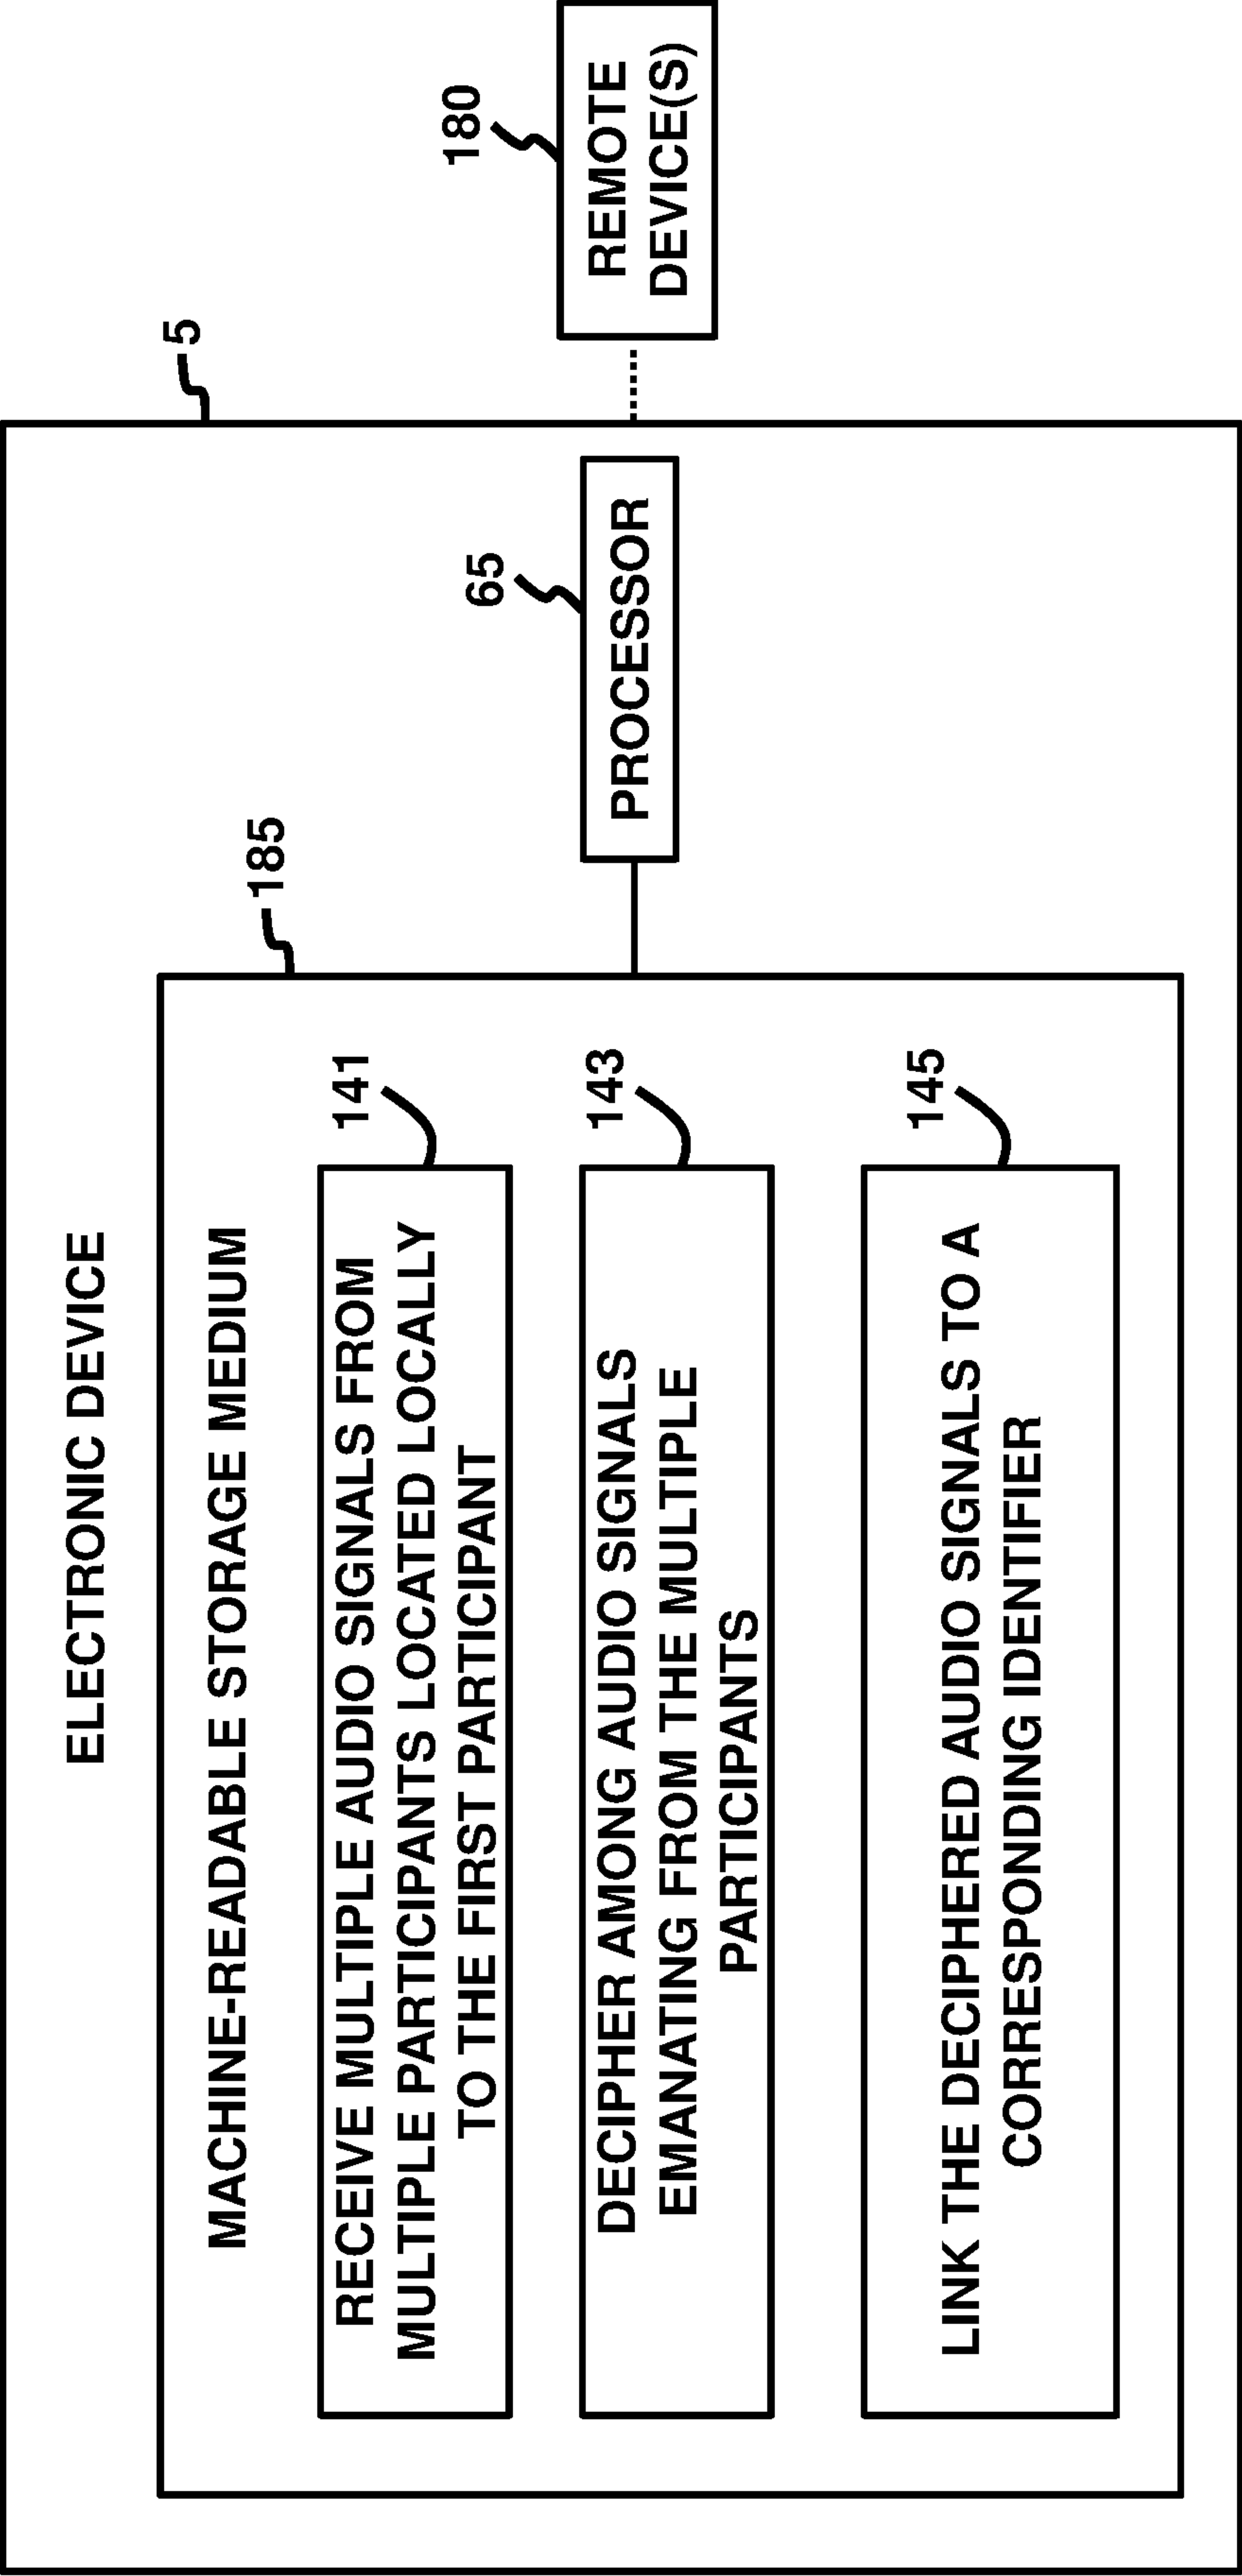 ELECTRONIC DEVICE
5
MACHINE-READABLE STORAGE MEDIUM
185
RECEIVE MULTIPLE AUDIO SIGNALS FROM
MULTIPLE PARTICIPANTS LOCATED LOCALLY
TO THE FIRST PARTICIPANT
141
DECIPHER AMONG AUDIO SIGNALS
EMANATING FROM THE MULTIPLE
PARTICIPANTS
143
LINK THE DECIPHERED AUDIO SIGNALS TO A
CORRESPONDING IDENTIFIER
145
65
PROCESSOR
180
REMOTE
DEVICE(S)